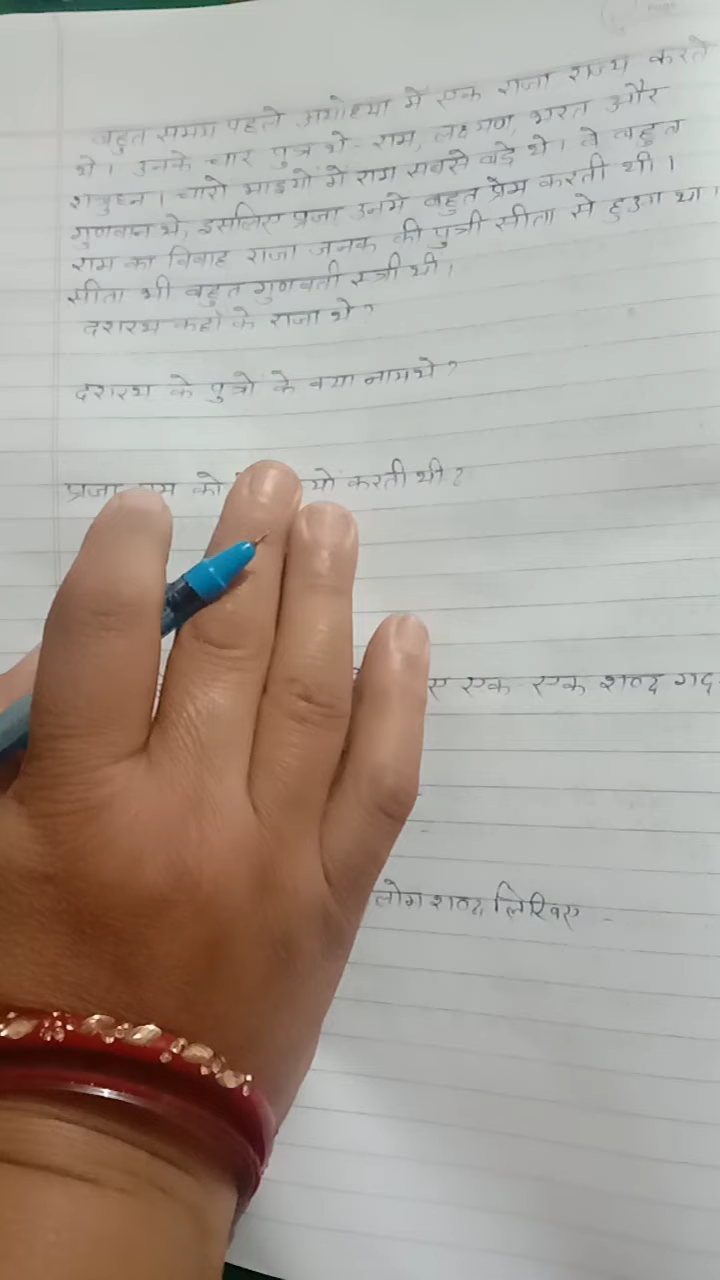 बहुत समय पहले अयोध्या में एक राजा राज्य करते
थे। उनके चार पुत्र थे - राम, लक्ष्मण, भरत और
शत्रुघ्न। चारो भाइयों में राम सबसे बड़े थे। वे बहुत
गुणवान थे, इसलिए प्रजा उनसे बहुत प्रेम करती थी।
राम का विवाह राजा जनक की पुत्री सीता से हुआ था।
सीता भी बहुत गुणवती स्त्री थी।
दशरथ कहाँ के राजा थे?
दशरथ के पुत्रों के क्या नाम थे?
प्रजा को करती थी?
एक एक शब्द
शब्द लिखिए -